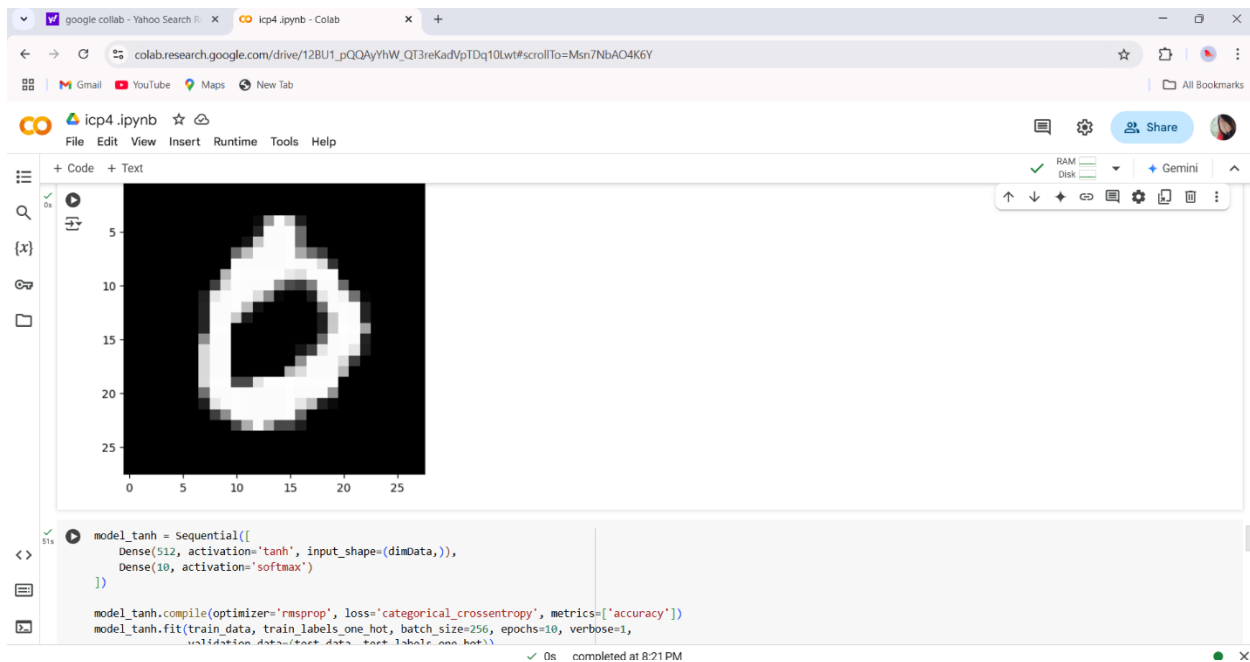 google collab - Yahoo Search R
icp4 .ipynb - Colab
colab.research.google.com/drive/12BU1_pQQAyYhW_QT3reKadVpTDq10Lwt#scrollTo=Msn7NbAO4K6Y
Gmail YouTube Maps New Tab All Bookmarks
CO icp4 .ipynb Share
File Edit View Insert Runtime Tools Help
+ Code + Text RAM Disk Gemini
0s
{x}
5
10
15
20
25
0 5 10 15 20 25
51s
model_tanh = Sequential([
Dense(512, activation='tanh', input_shape=(dimData,)),
Dense(10, activation='softmax')
])
model_tanh.compile(optimizer='rmsprop', loss='categorical_crossentropy', metrics=['accuracy'])
model_tanh.fit(train_data, train_labels_one_hot, batch_size=256, epochs=10, verbose=1,
validation_data=(test_data, test_labels_one_hot))
0s completed at 8:21 PM